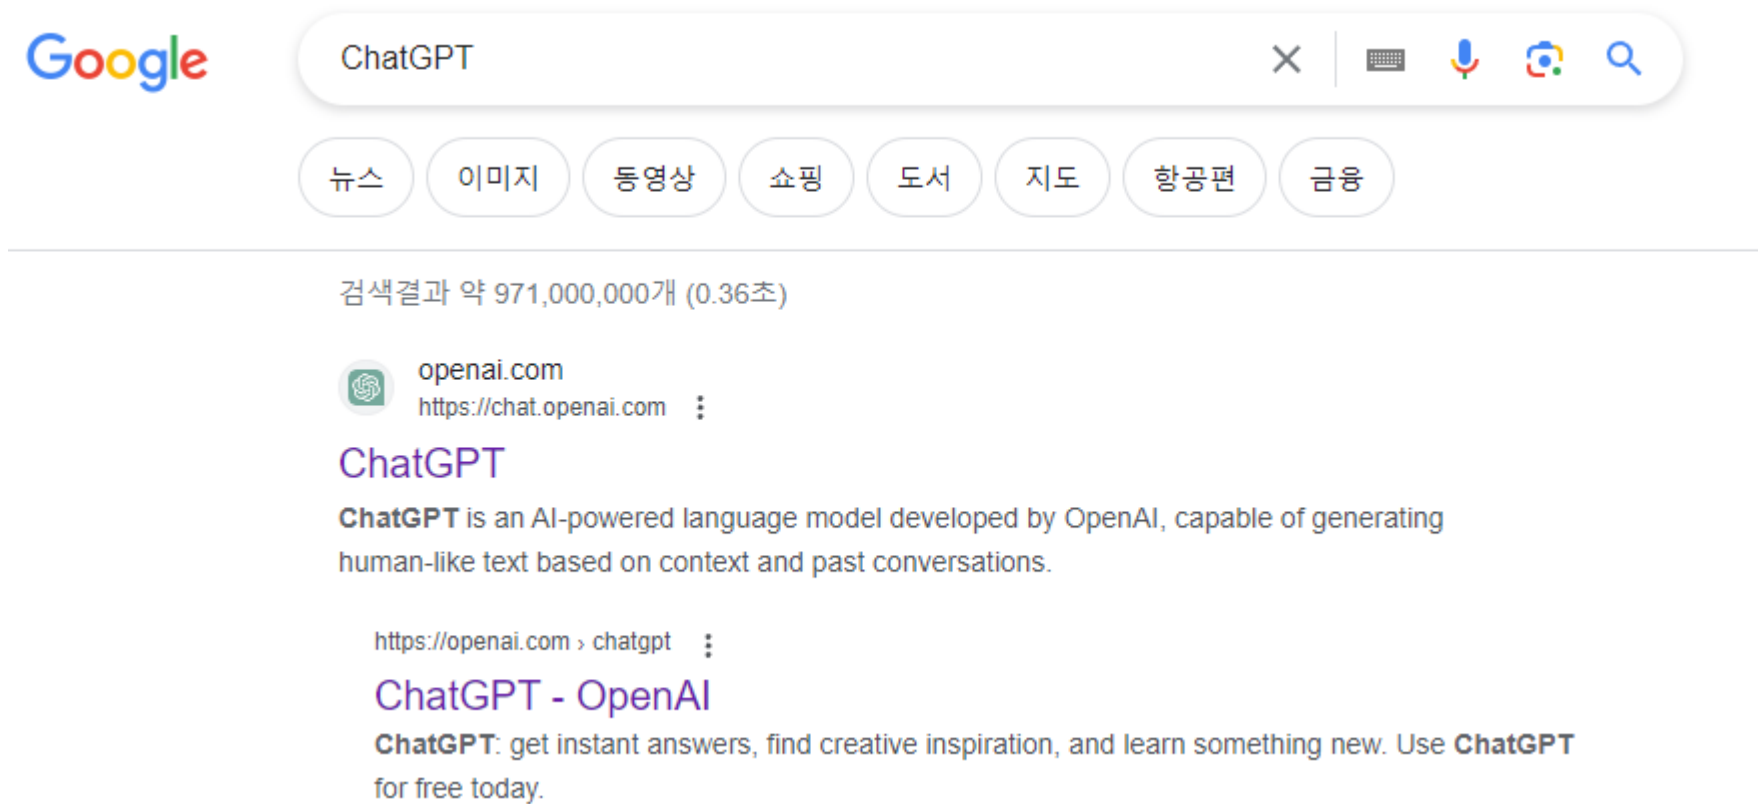 Google
ChatGPT
뉴스 이미지 동영상 쇼핑 도서 지도 항공편 금융
검색결과 약 971,000,000개 (0.36초)
openai.com
https://chat.openai.com
ChatGPT
ChatGPT is an AI-powered language model developed by OpenAI, capable of generating
human-like text based on context and past conversations.
https://openai.com › chatgpt
ChatGPT - OpenAI
ChatGPT: get instant answers, find creative inspiration, and learn something new. Use ChatGPT
for free today.